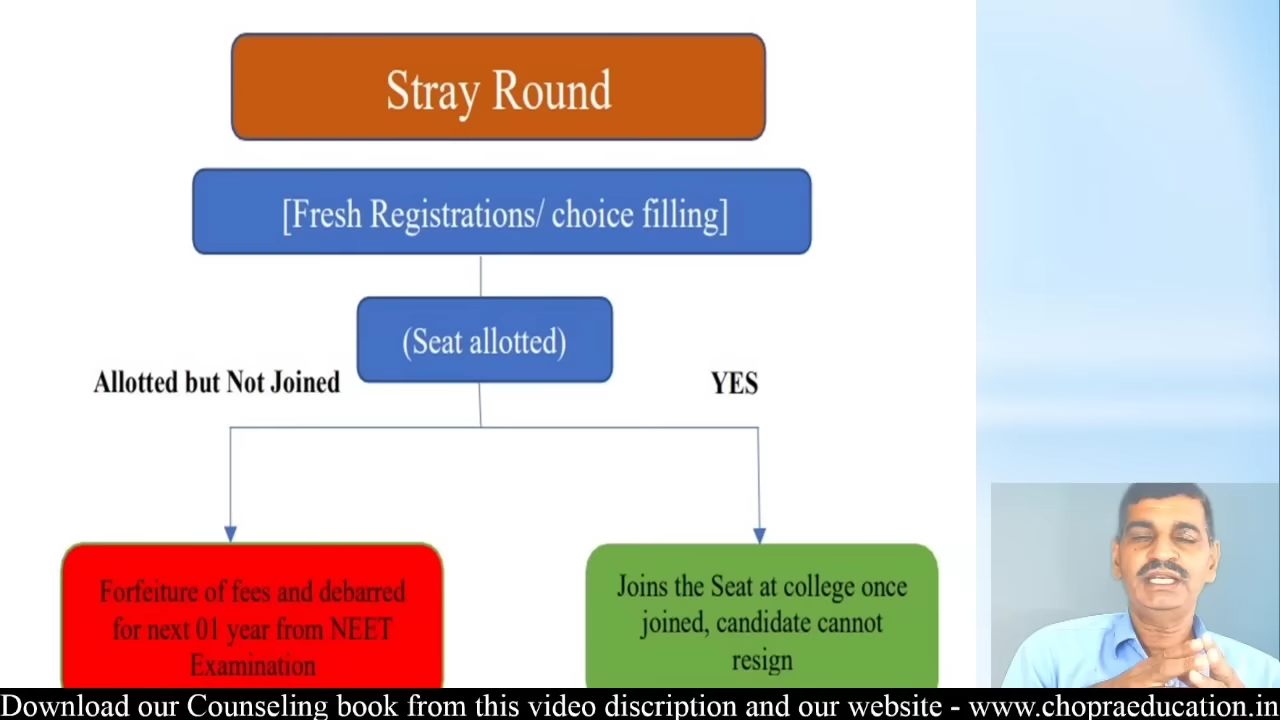 Stray Round
[Fresh Registrations/ choice filling]
(Seat allotted)
Allotted but Not Joined
YES
Forfeiture of fees and debarred
for next 01 year from NEET
Examination
Joins the Seat at college once
joined, candidate cannot
resign
Download our Counseling book from this video discription and our website - www.chopraeducation.in